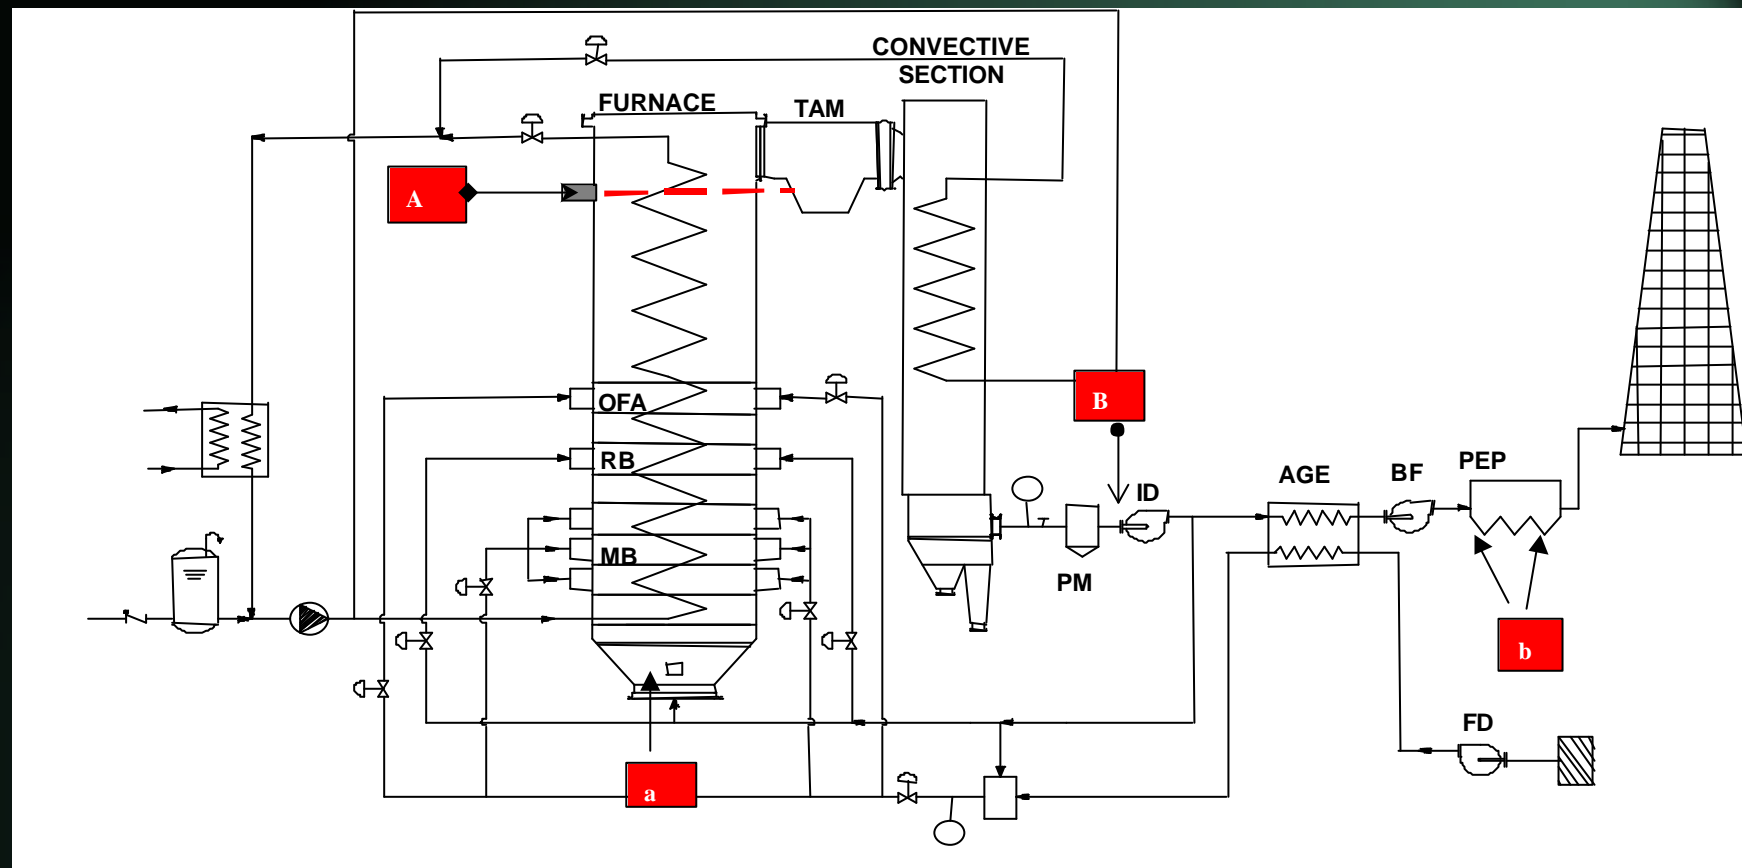 CONVECTIVE
SECTION
FURNACE
TAM
A
OFA
B
RB
ID
AGE
BF
PEP
MB
PM
b
FD
a